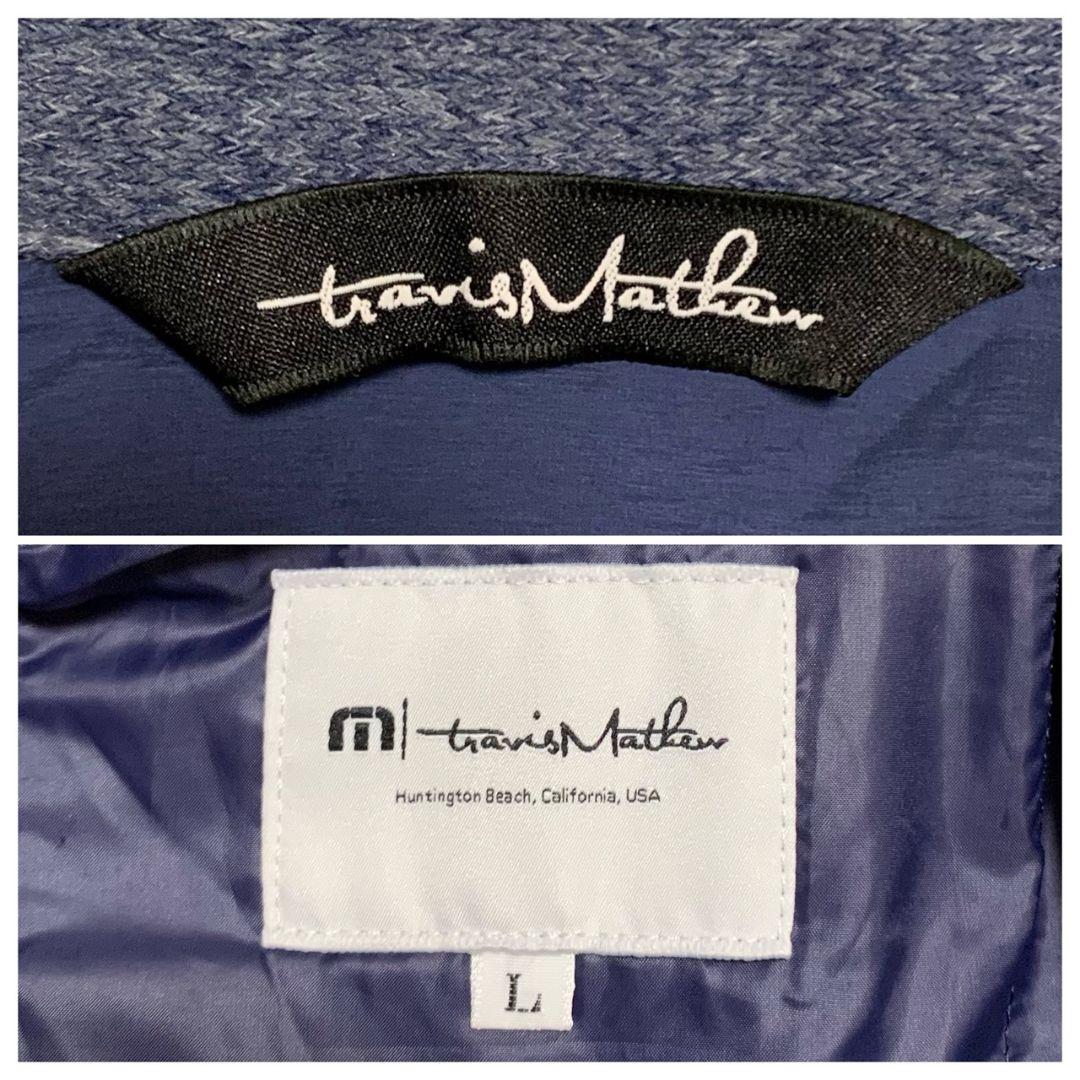 travisMathew
m | travisMathew
Huntington Beach, California, USA
L